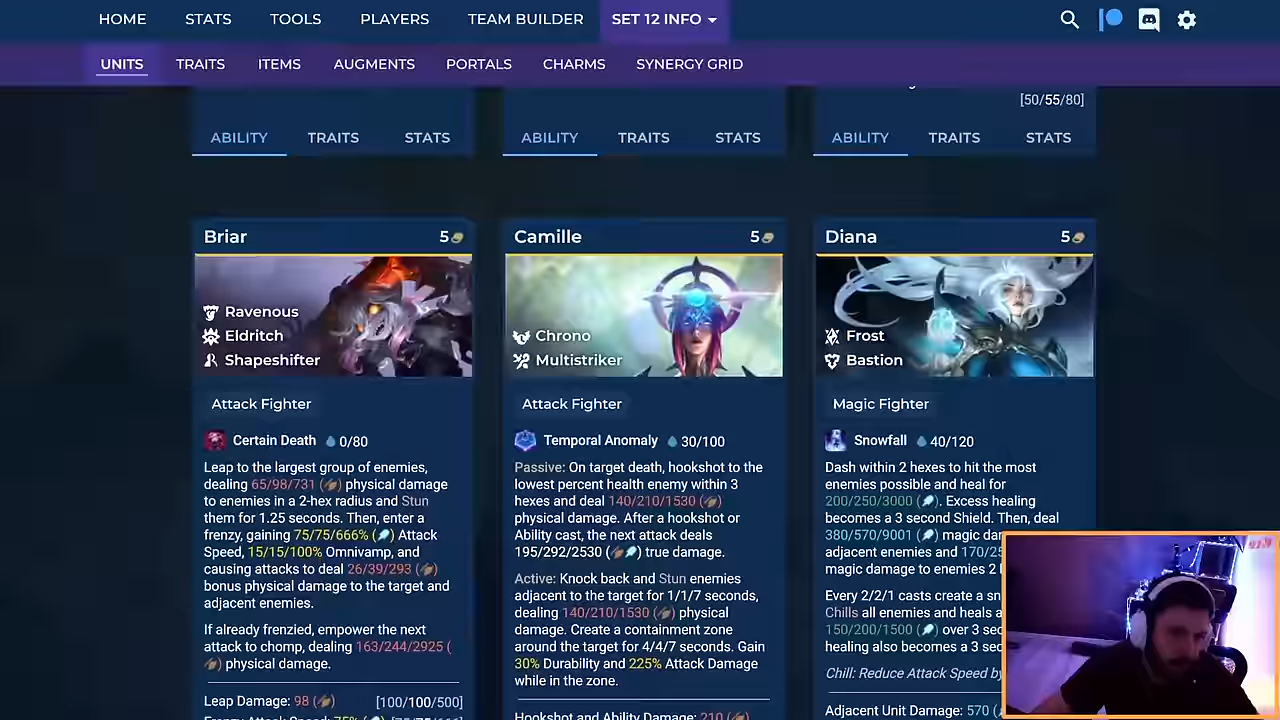 HOME STATS TOOLS PLAYERS TEAM BUILDER SET 12 INFO
UNITS TRAITS ITEMS AUGMENTS PORTALS CHARMS SYNERGY GRID
[50/55/80]
ABILITY TRAITS STATS
ABILITY TRAITS STATS
ABILITY TRAITS STATS
Briar 5
Ravenous
Eldritch
Shapeshifter
Attack Fighter
Certain Death 0/80
Leap to the largest group of enemies,
dealing 65/98/731 ( ) physical damage
to enemies in a 2-hex radius and Stun
them for 1.25 seconds. Then, enter a
frenzy, gaining 75/75/666% ( ) Attack
Speed, 15/15/100% Omnivamp, and
causing attacks to deal 26/39/293 ( )
bonus physical damage to the target and
adjacent enemies.
If already frenzied, empower the next
attack to chomp, dealing 163/244/2925 (
) physical damage.
Leap Damage: 98 ( ) [100/100/500]
Camille 5
Chrono
Multistriker
Attack Fighter
Temporal Anomaly 30/100
Passive: On target death, hookshot to the
lowest percent health enemy within 3
hexes and deal 140/210/1530 ( )
physical damage. After a hookshot or
Ability cast, the next attack deals
195/292/2530 ( ) true damage.
Active: Knock back and Stun enemies
adjacent to the target for 1/1/7 seconds,
dealing 140/210/1530 ( ) physical
damage. Create a containment zone
around the target for 4/4/7 seconds. Gain
30% Durability and 225% Attack Damage
while in the zone.
Hookshot and Ability Damage: 210 ( )
Diana 5
Frost
Bastion
Magic Fighter
Snowfall 40/120
Dash within 2 hexes to hit the most
enemies possible and heal for
200/250/3000 ( ). Excess healing
becomes a 3 second Shield. Then, deal
380/570/9001 ( ) magic
adjacent enemies and
magic damage to enemies 2
Every 2/2/1 casts create a
Chills all enemies and heals a
150/200/1500 ( ) over 3
healing also becomes a 3
Chill: Reduce Attack Speed by
Adjacent Unit Damage: 570 (